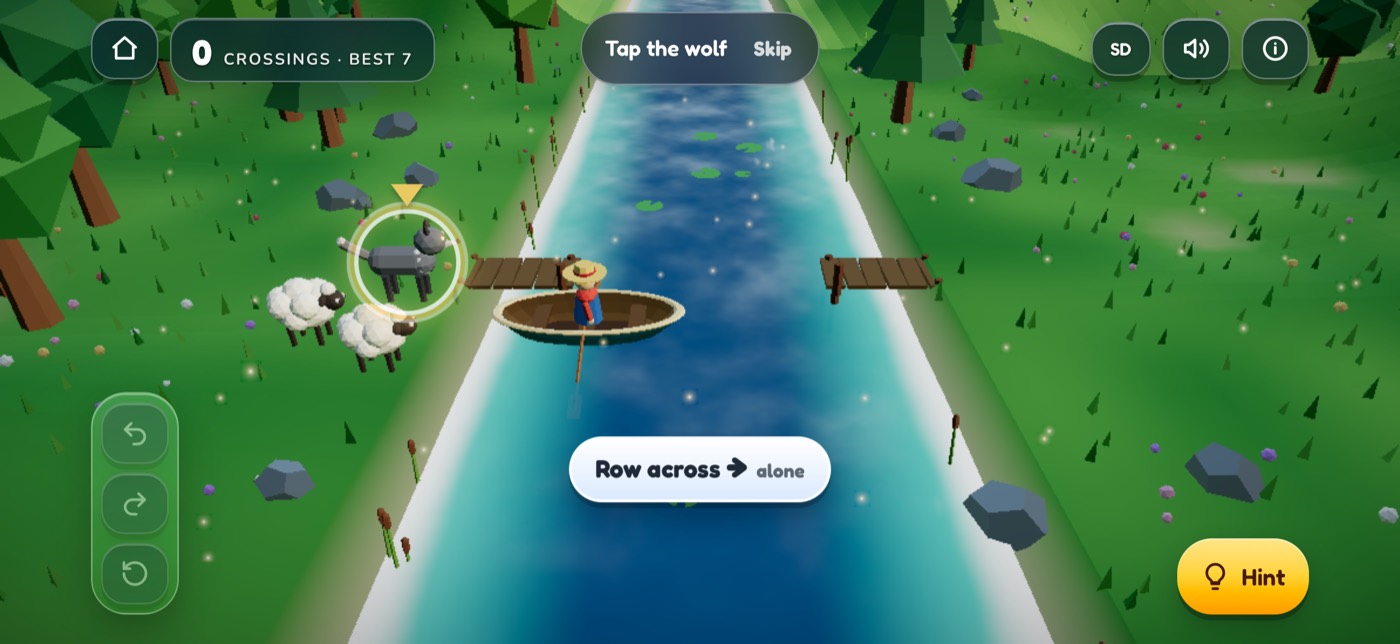 0 CROSSINGS · BEST 7
Tap the wolf Skip
SD
Row across → alone
Hint